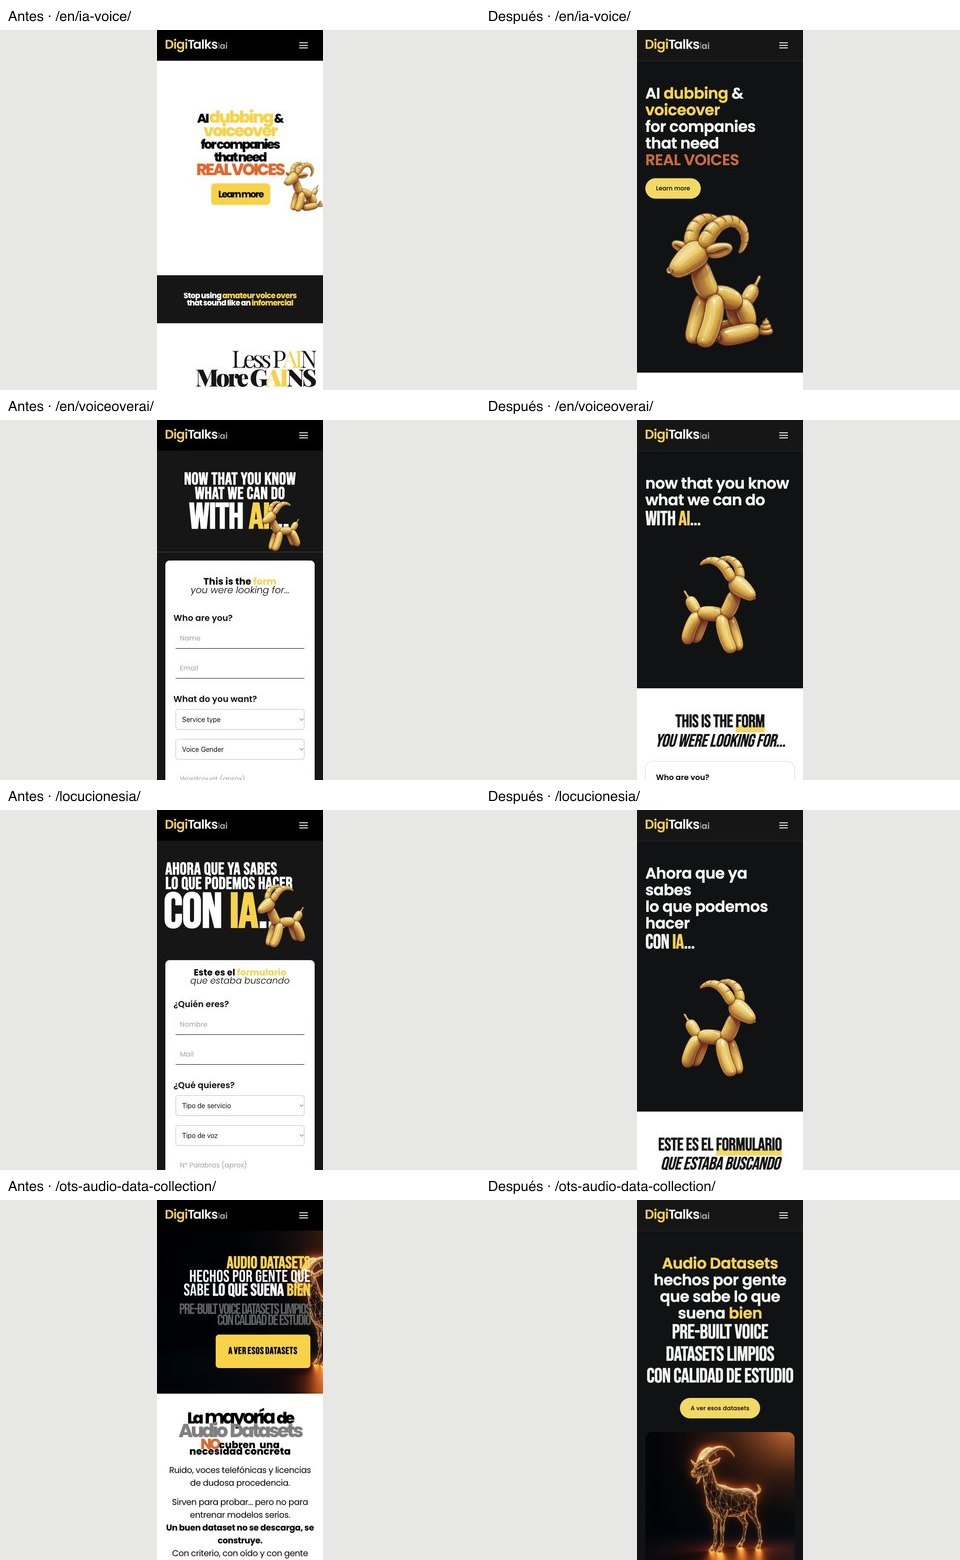 Antes · /en/ia-voice/
DigiTalks|ai
AI dubbing &
voiceover
for companies
that need
REAL VOICES
Learn more
Stop using amateur voice overs
that sound like an infomercial
Less PAIN
More GAINS
Después · /en/ia-voice/
DigiTalks|ai
AI dubbing &
voiceover
for companies
that need
REAL VOICES
Learn more
Antes · /en/voiceoverai/
DigiTalks|ai
NOW THAT YOU KNOW
WHAT WE CAN DO
WITH AI...
This is the form
you were looking for...
Who are you?
Name
Email
What do you want?
Service type
Voice Gender
Wordcount (aprox)
Después · /en/voiceoverai/
DigiTalks|ai
now that you know
what we can do
WITH AI...
THIS IS THE FORM
YOU WERE LOOKING FOR...
Who are you?
Antes · /locucionesia/
DigiTalks|ai
AHORA QUE YA SABES
LO QUE PODEMOS HACER
CON IA...
Este es el formulario
que estaba buscando
¿Quién eres?
Nombre
Mail
¿Qué quieres?
Tipo de servicio
Tipo de voz
Nº Palabras (aprox)
Después · /locucionesia/
DigiTalks|ai
Ahora que ya
sabes
lo que podemos
hacer
CON IA...
ESTE ES EL FORMULARIO
QUE ESTABA BUSCANDO
Antes · /ots-audio-data-collection/
DigiTalks|ai
AUDIO DATASETS
HECHOS POR GENTE QUE
SABE LO QUE SUENA BIEN
PRE-BUILT VOICE DATASETS LIMPIOS
CON CALIDAD DE ESTUDIO
A VER ESOS DATASETS
La mayoría de
Audio Datasets
NO cubren una
necesidad concreta
Ruido, voces telefónicas y licencias
de dudosa procedencia.
Sirven para probar... pero no para
entrenar modelos serios.
Un buen dataset no se descarga, se
construye.
Con criterio, con oído y con gente
Después · /ots-audio-data-collection/
DigiTalks|ai
Audio Datasets
hechos por gente
que sabe lo que
suena bien
PRE-BUILT VOICE
DATASETS LIMPIOS
CON CALIDAD DE ESTUDIO
A ver esos datasets